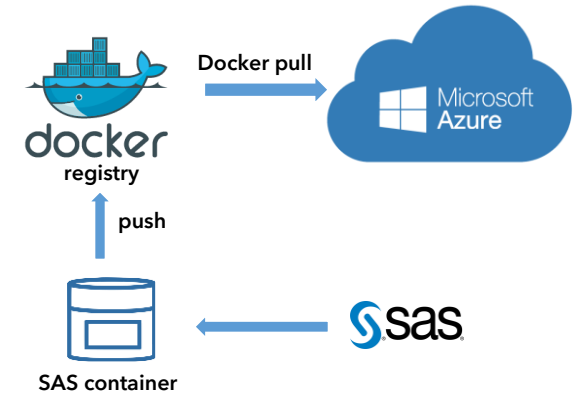 Docker pull
Microsoft
Azure
docker
registry
push
sas
SAS container